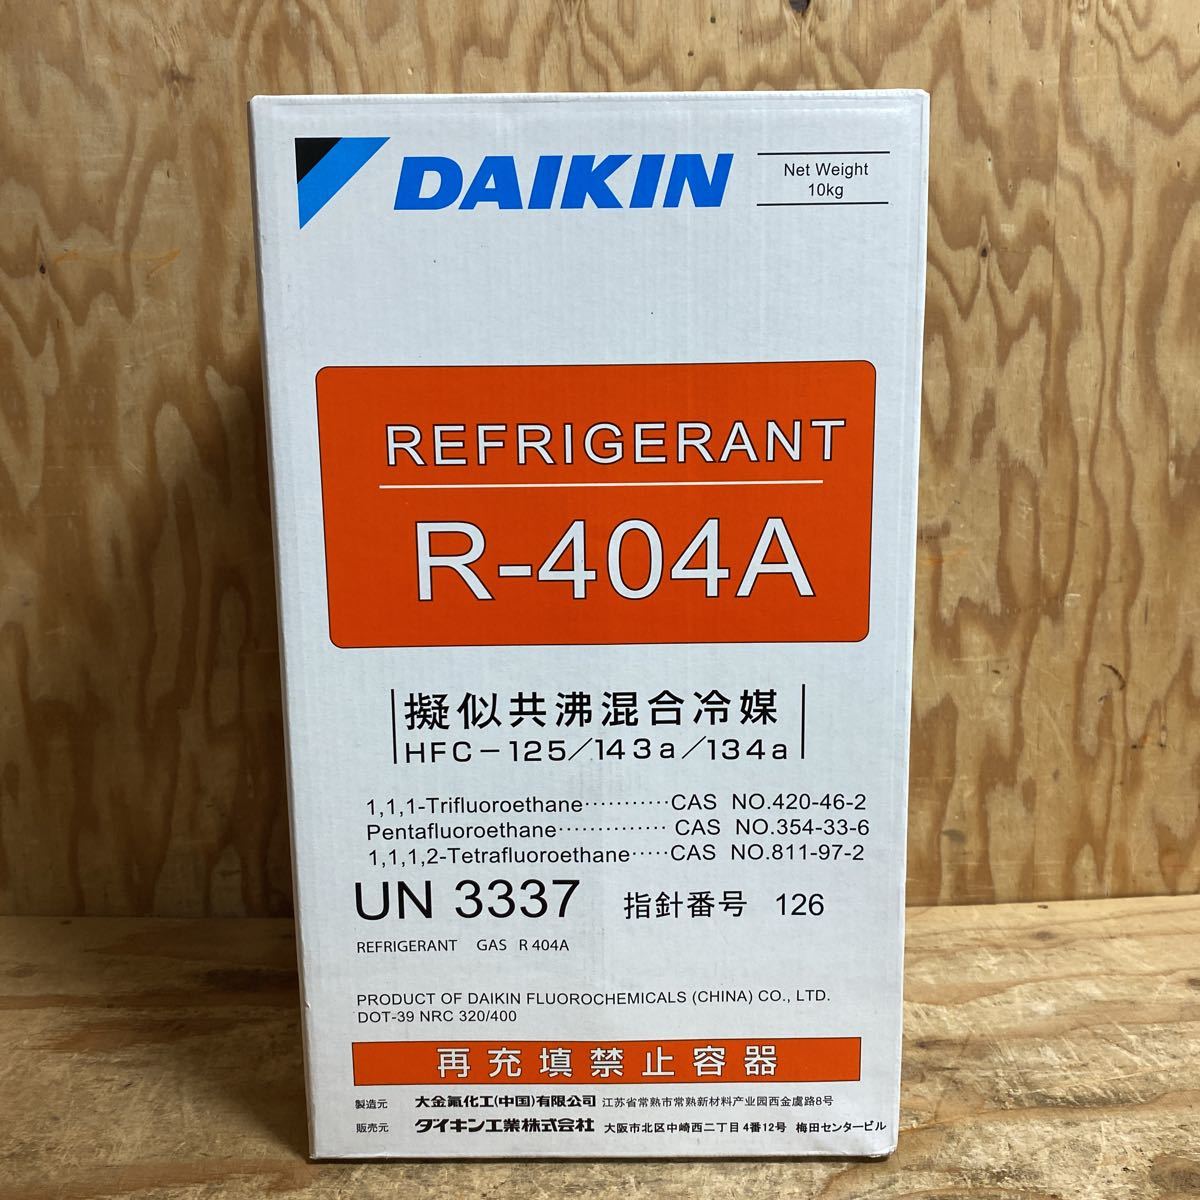 DAIKIN
Net Weight
10kg
REFRIGERANT
R-404A
擬似共沸混合冷媒
HFC－125／143a／134a
1,1,1-Trifluoroethane···········CAS NO.420-46-2
Pentafluoroethane·············· CAS NO.354-33-6
1,1,1,2-Tetrafluoroethane·····CAS NO.811-97-2
UN 3337 指針番号 126
REFRIGERANT GAS R 404A
PRODUCT OF DAIKIN FLUOROCHEMICALS (CHINA) CO., LTD.
DOT-39 NRC 320/400
再充填禁止容器
製造元 大金氟化工(中国)有限公司 江苏省常熟市常熟新材料产业园西金虞路8号
販売元 ダイキン工業株式会社 大阪市北区中崎西二丁目4番12号 梅田センタービル